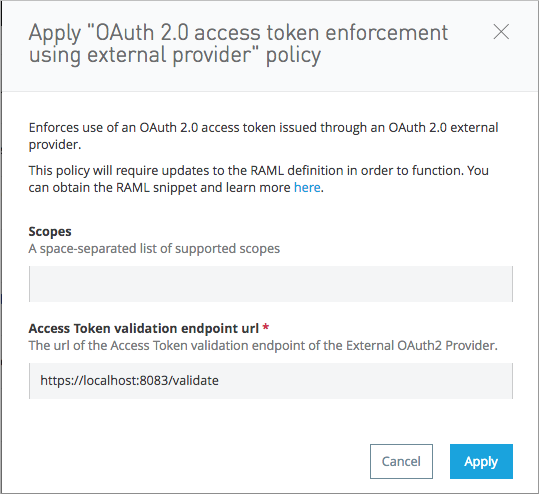 Apply "OAuth 2.0 access token enforcement
using external provider" policy
Enforces use of an OAuth 2.0 access token issued through an OAuth 2.0 external
provider.
This policy will require updates to the RAML definition in order to function. You
can obtain the RAML snippet and learn more here.
Scopes
A space-separated list of supported scopes
Access Token validation endpoint url *
The url of the Access Token validation endpoint of the External OAuth2 Provider.
https://localhost:8083/validate
Cancel
Apply